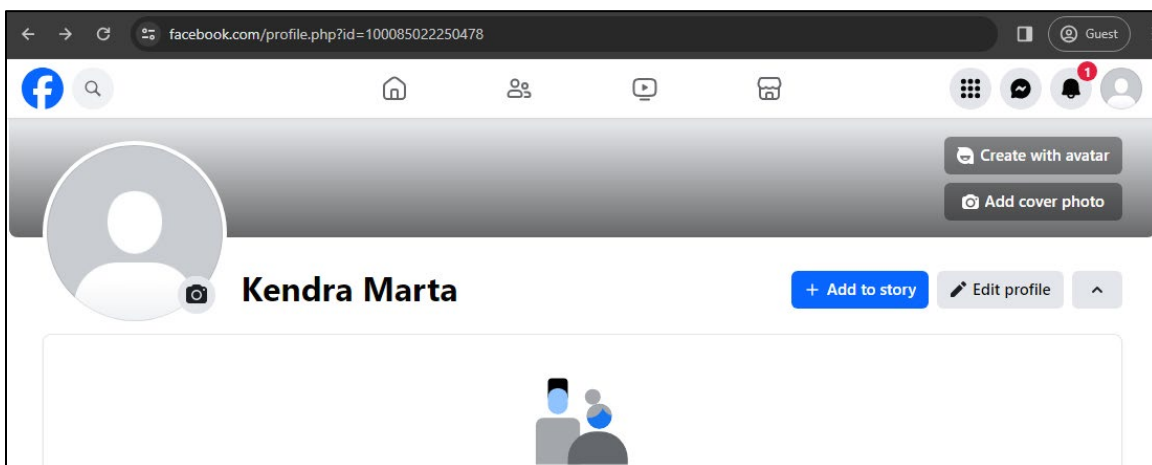 facebook.com/profile.php?id=100085022250478
Guest
1
Create with avatar
Add cover photo
Kendra Marta
+ Add to story
Edit profile